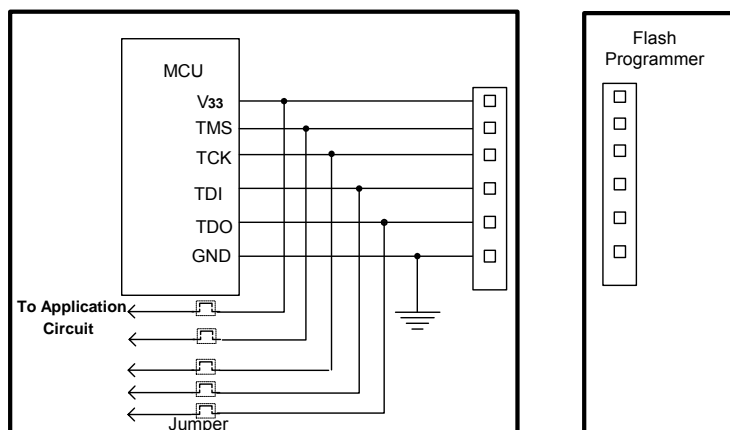 MCU
V33
TMS
TCK
TDI
TDO
GND
To Application
Circuit
Jumper
Flash
Programmer